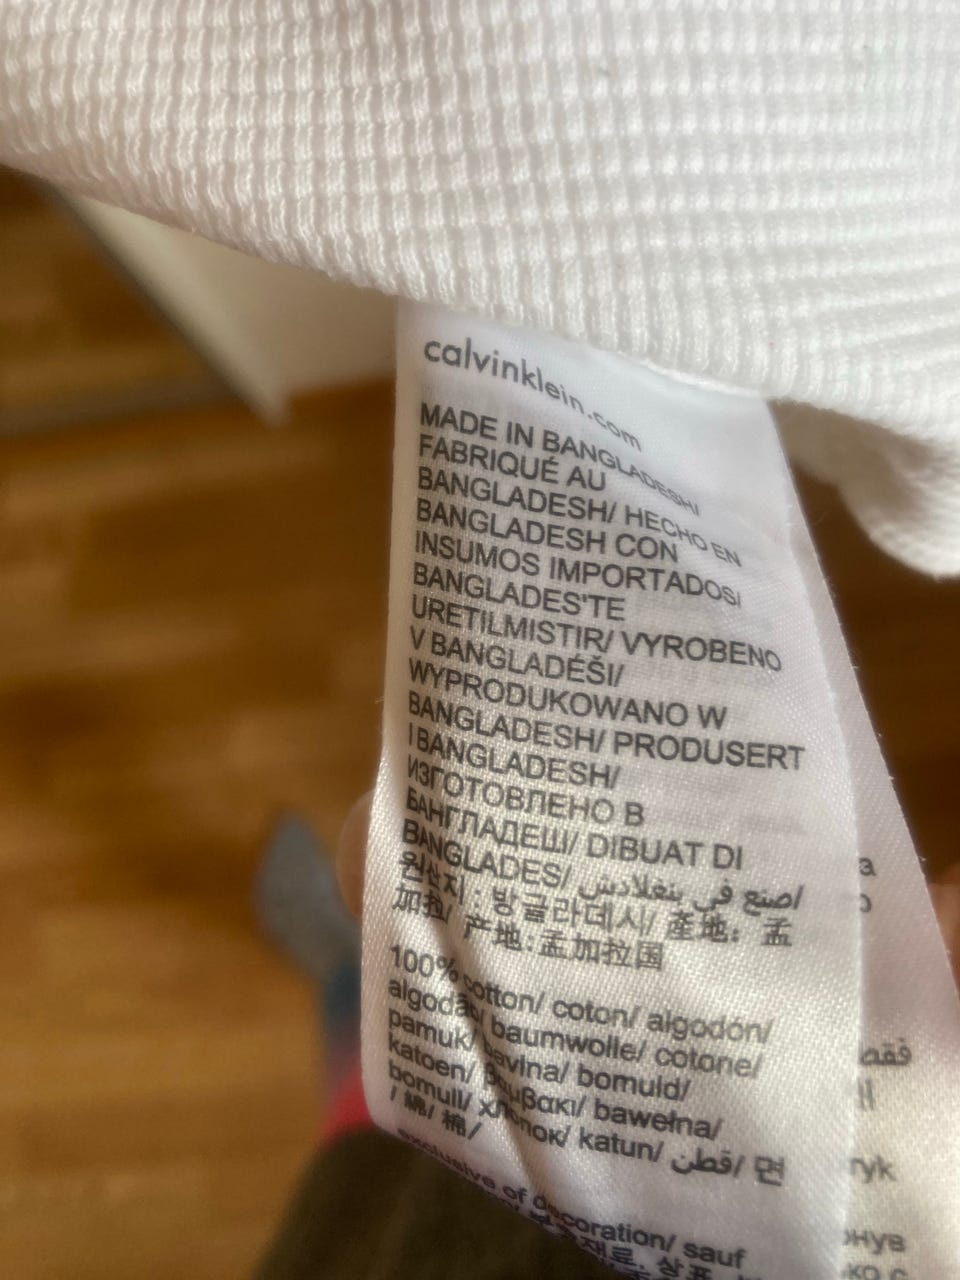 calvinklein.com
MADE IN BANGLADESH/
FABRIQUÉ AU
BANGLADESH/ HECHO EN
BANGLADESH CON
INSUMOS IMPORTADOS/
BANGLADES'TE
URETILMISTIR/ VYROBENO
V BANGLADÉŠI/
WYPRODUKOWANO W
BANGLADESH/ PRODUSERT
I BANGLADESH/
ИЗГОТОВЛЕНО В
БАНГЛАДЕШ/ DIBUAT DI
BANGLADES/ صنع في بنغلادش/
원산지 : 방글라데시/ 產地: 孟
加拉/ 产地:孟加拉国
100% cotton/ coton/ algodón/
algodão/ baumwolle/ cotone/
pamuk/ bavlna/ bomuld/
katoen/ βαμβακι/ bawełna/
bomull/ хлопок/ katun/ قطن/ 면
/ 綿/ 棉/
exclusive of decoration/ sauf
a
فقط
ryk